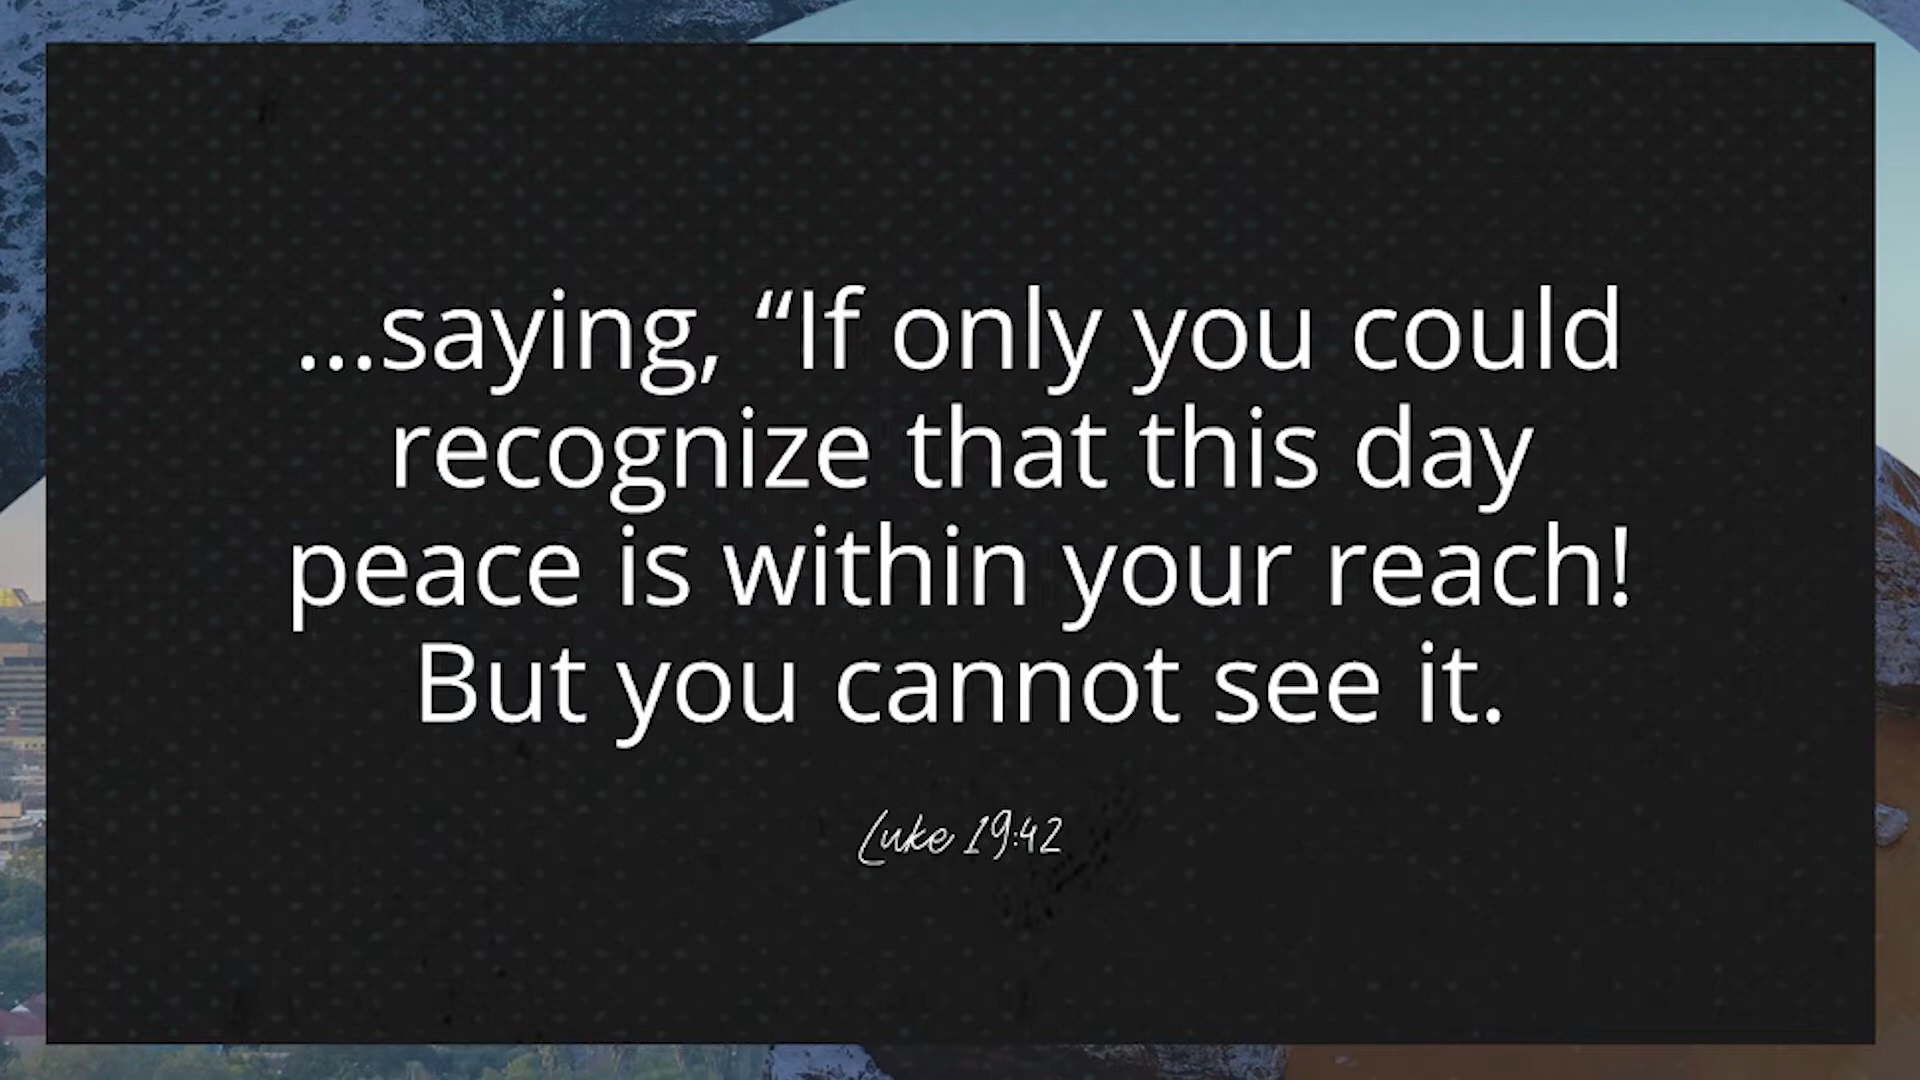 ...saying, “If only you could
recognize that this day
peace is within your reach!
But you cannot see it.
Luke 19:42